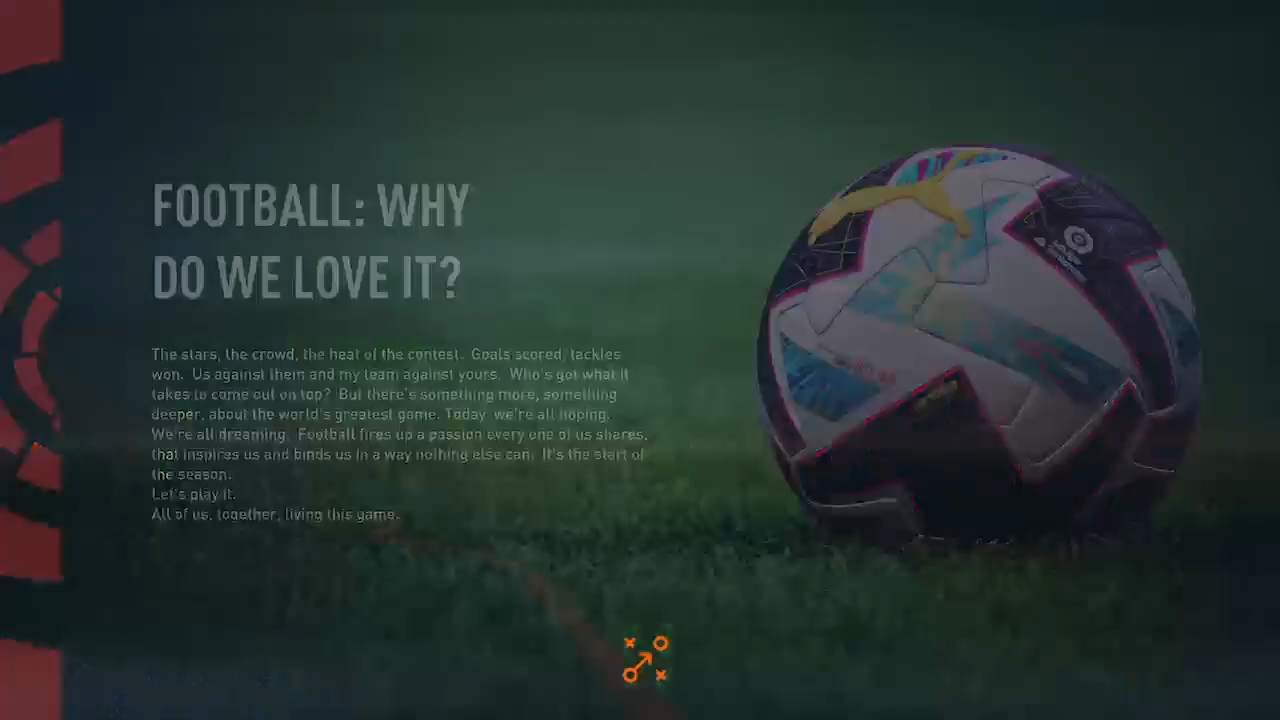 FOOTBALL: WHY
DO WE LOVE IT?
The stars, the crowd, the heat of the contest. Goals scored, tackles
won. Us against them and my team against yours. Who's got what it
takes to come out on top? But there's something more, something
deeper, about the world's greatest game. Today, we're all hoping.
We're all dreaming. Football fires up a passion every one of us shares,
that inspires us and binds us in a way nothing else can. It's the start of
the season.
Let's play it.
All of us, together, living this game.